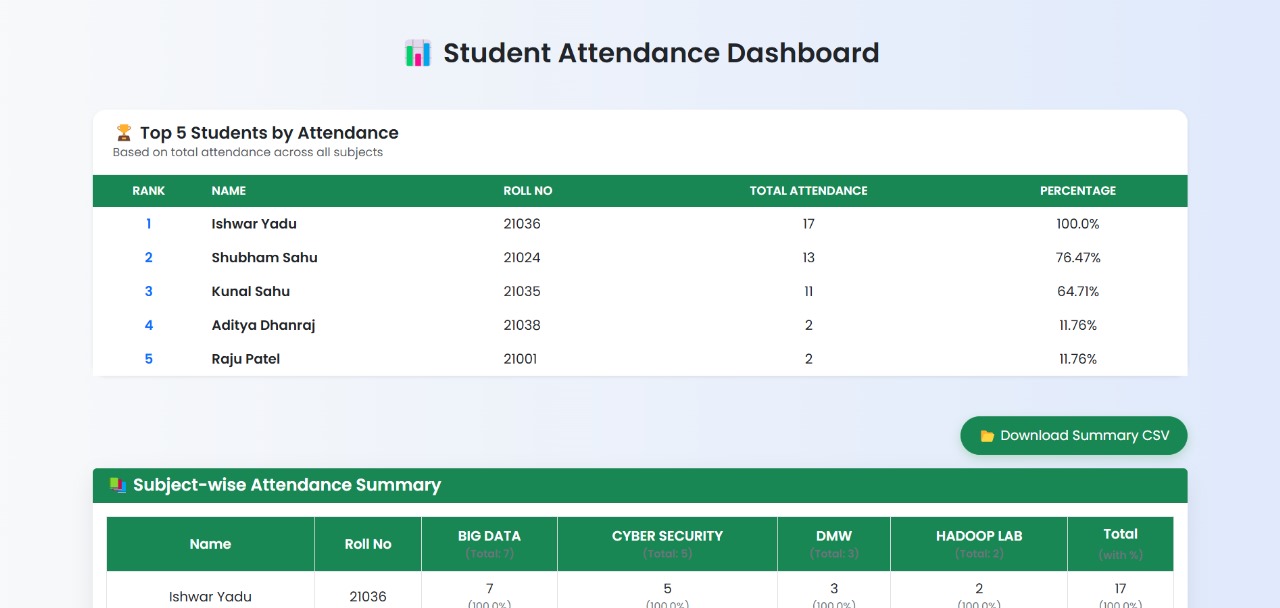 Student Attendance Dashboard
Top 5 Students by Attendance
Based on total attendance across all subjects
RANK NAME ROLL NO TOTAL ATTENDANCE PERCENTAGE
1 Ishwar Yadu 21036 17 100.0%
2 Shubham Sahu 21024 13 76.47%
3 Kunal Sahu 21035 11 64.71%
4 Aditya Dhanraj 21038 2 11.76%
5 Raju Patel 21001 2 11.76%
Download Summary CSV
Subject-wise Attendance Summary
Name Roll No BIG DATA CYBER SECURITY DMW HADOOP LAB Total
(Total: 7) (Total: 5) (Total: 3) (Total: 2) (with %)
Ishwar Yadu 21036 7 5 3 2 17
(100.0%) (100.0%) (100.0%) (100.0%) (100.0%)